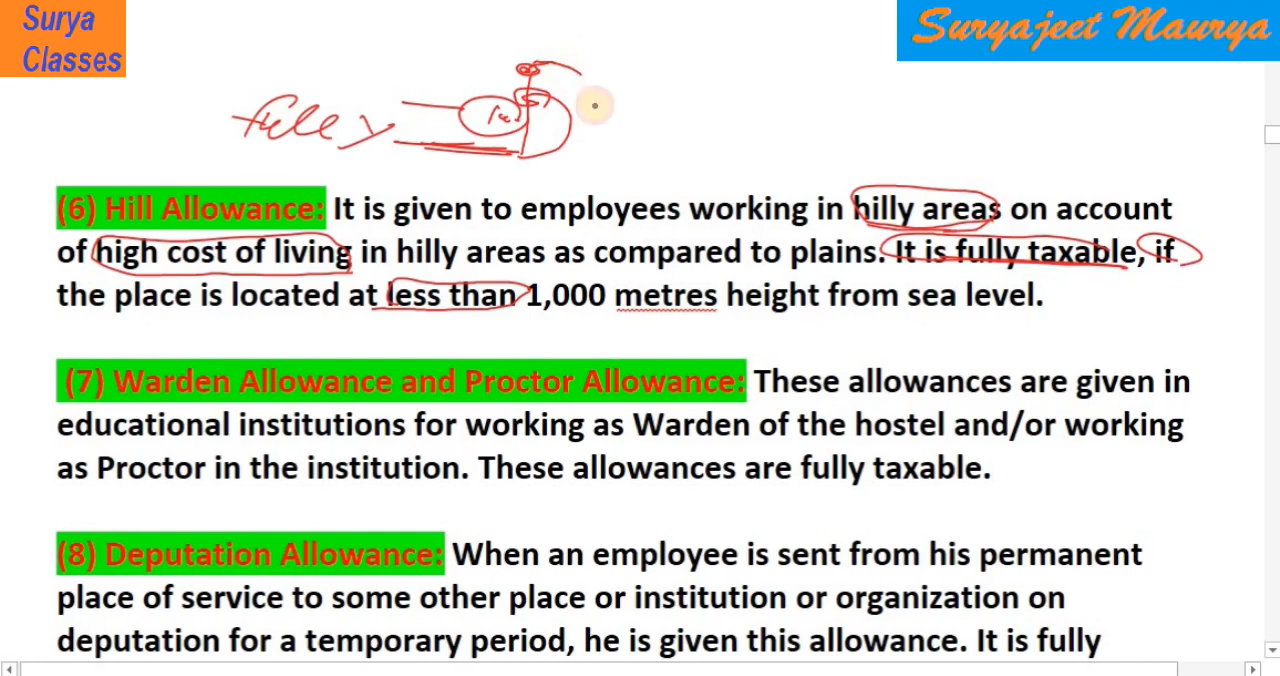 Surya
Classes
Suryajeet Maurya
fully
(6) Hill Allowance: It is given to employees working in hilly areas on account
of high cost of living in hilly areas as compared to plains. It is fully taxable, if
the place is located at less than 1,000 metres height from sea level.
(7) Warden Allowance and Proctor Allowance: These allowances are given in
educational institutions for working as Warden of the hostel and/or working
as Proctor in the institution. These allowances are fully taxable.
(8) Deputation Allowance: When an employee is sent from his permanent
place of service to some other place or institution or organization on
deputation for a temporary period, he is given this allowance. It is fully